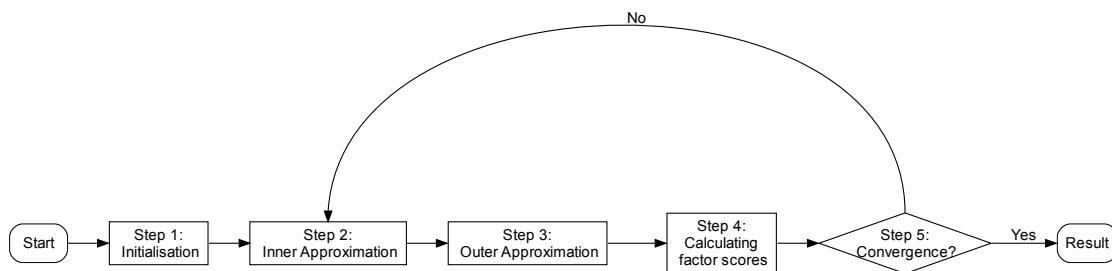 No
Start
Step 1:
Initialisation
Step 2:
Inner Approximation
Step 3:
Outer Approximation
Step 4:
Calculating
factor scores
Step 5:
Convergence?
Yes
Result